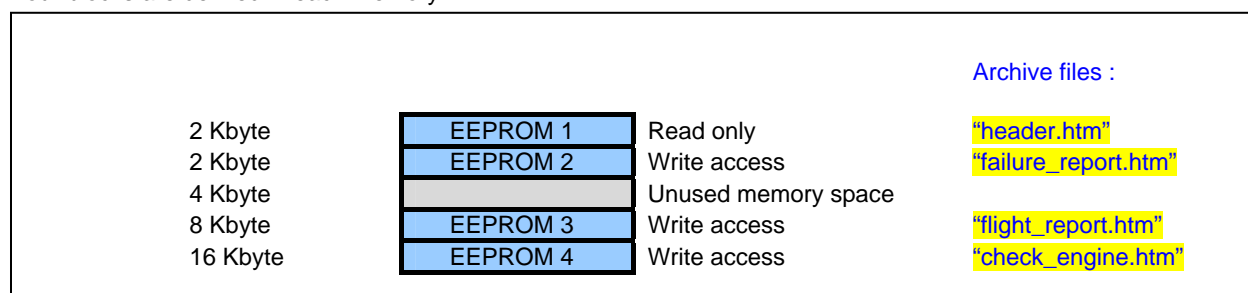 Archive files :
2 Kbyte EEPROM 1 Read only “header.htm”
2 Kbyte EEPROM 2 Write access “failure_report.htm”
4 Kbyte Unused memory space
8 Kbyte EEPROM 3 Write access “flight_report.htm”
16 Kbyte EEPROM 4 Write access “check_engine.htm”